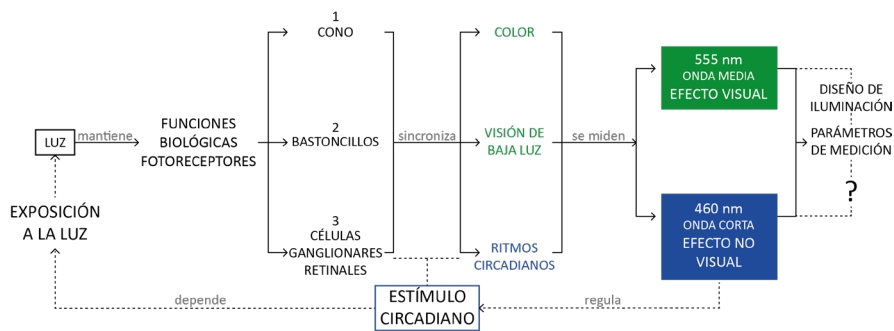 1
CONO
COLOR
555 nm
ONDA MEDIA
EFECTO VISUAL
DISEÑO DE
ILUMINACIÓN
LUZ
mantiene
FUNCIONES
BIOLÓGICAS
FOTORECEPTORES
2
BASTONCILLOS
sincroniza
VISIÓN DE
BAJA LUZ
se miden
PARÁMETROS
DE MEDICIÓN
?
EXPOSICIÓN
A LA LUZ
3
CÉLULAS
GANGLIONARES
RETINALES
RITMOS
CIRCADIANOS
460 nm
ONDA CORTA
EFECTO NO
VISUAL
depende
ESTÍMULO
CIRCADIANO
regula